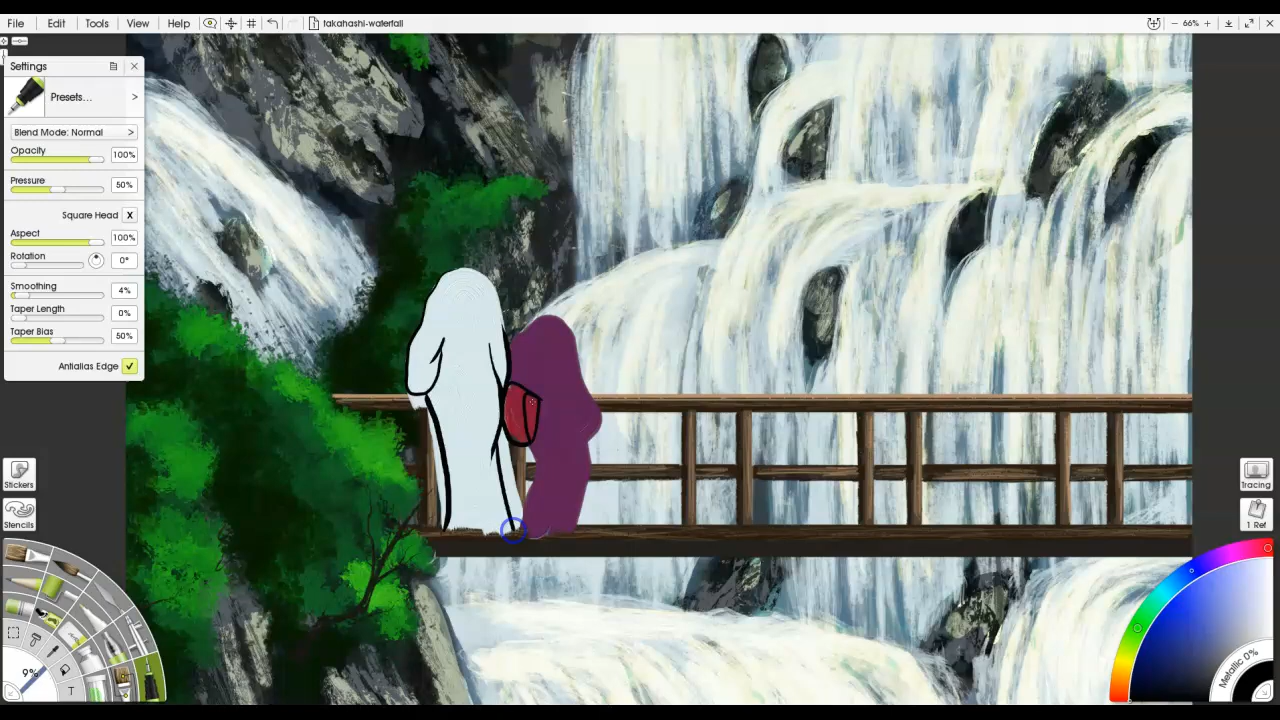 File Edit Tools View Help takahashi-waterfall 66%
Settings
Presets...
Blend Mode: Normal
Opacity 100%
Pressure 50%
Square Head X
Aspect 100%
Rotation 0°
Smoothing 4%
Taper Length 0%
Taper Bias 50%
Antialias Edge
Stickers
Stencils
9%
T
Tracing
1 Ref
Metallic 0%